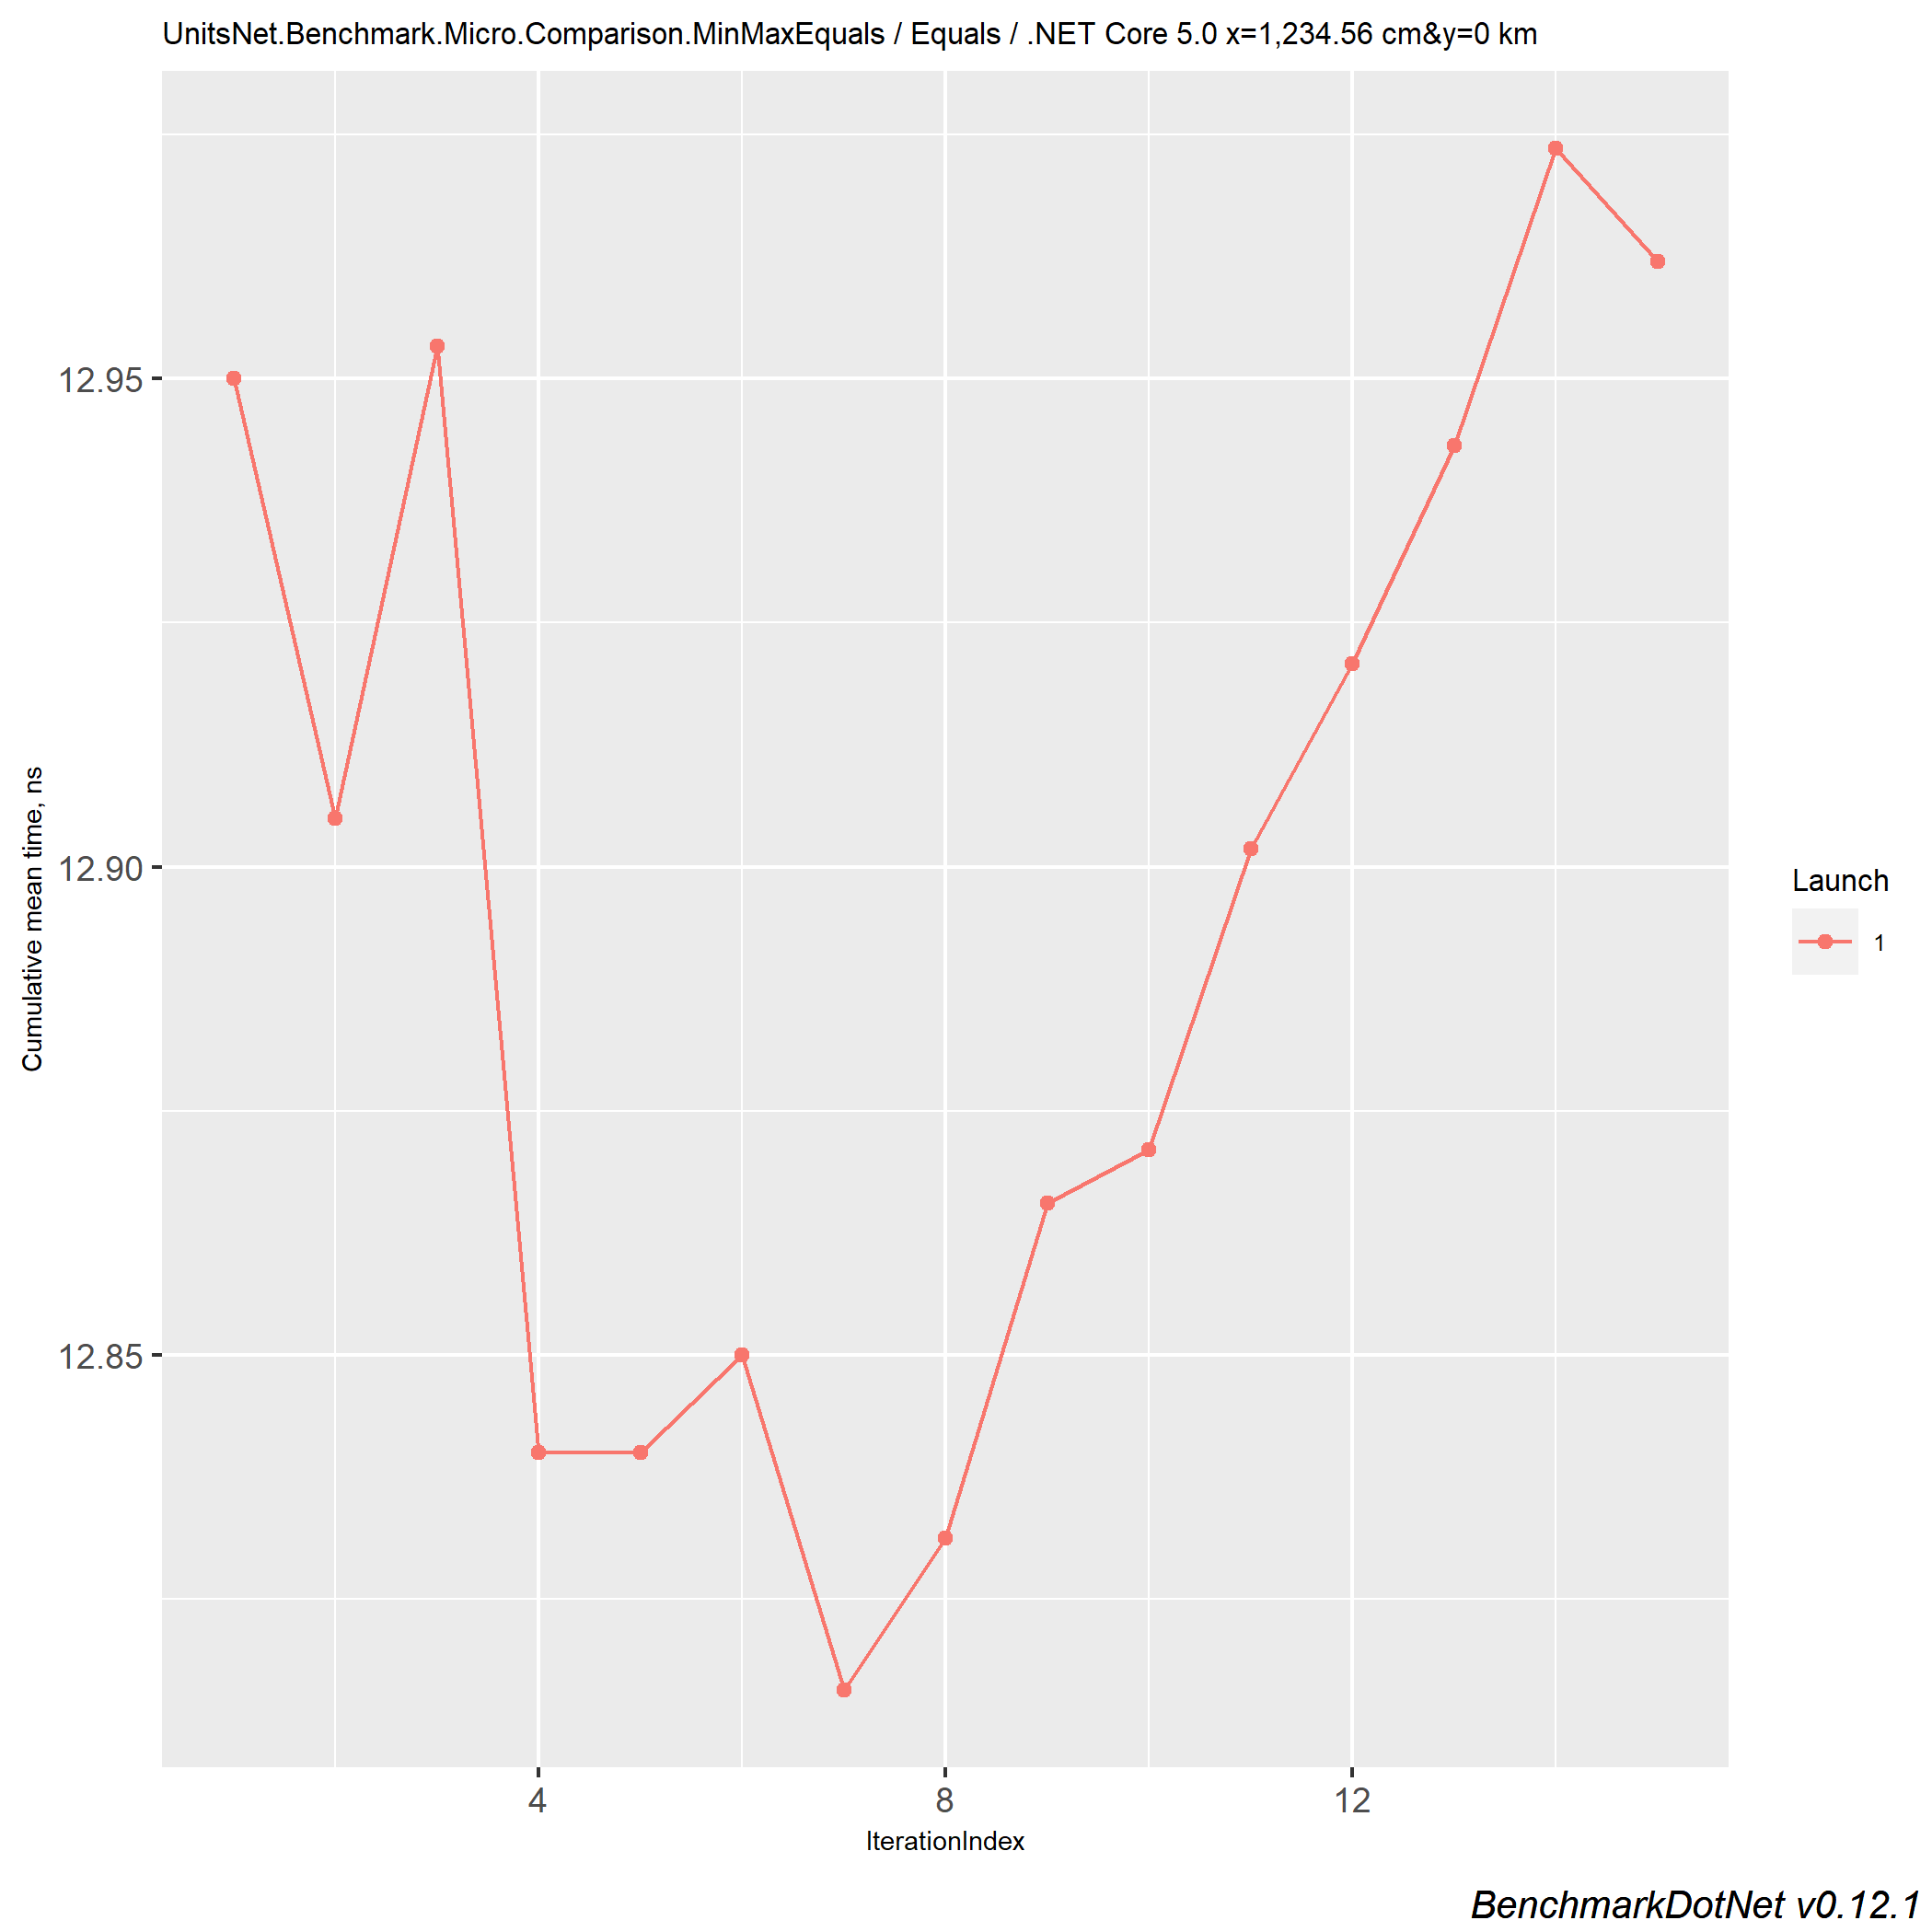 UnitsNet.Benchmark.Micro.Comparison.MinMaxEquals / Equals / .NET Core 5.0 x=1,234.56 cm&y=0 km
12.95
12.90
12.85
Cumulative mean time, ns
4
8
12
IterationIndex
Launch
1
BenchmarkDotNet v0.12.1